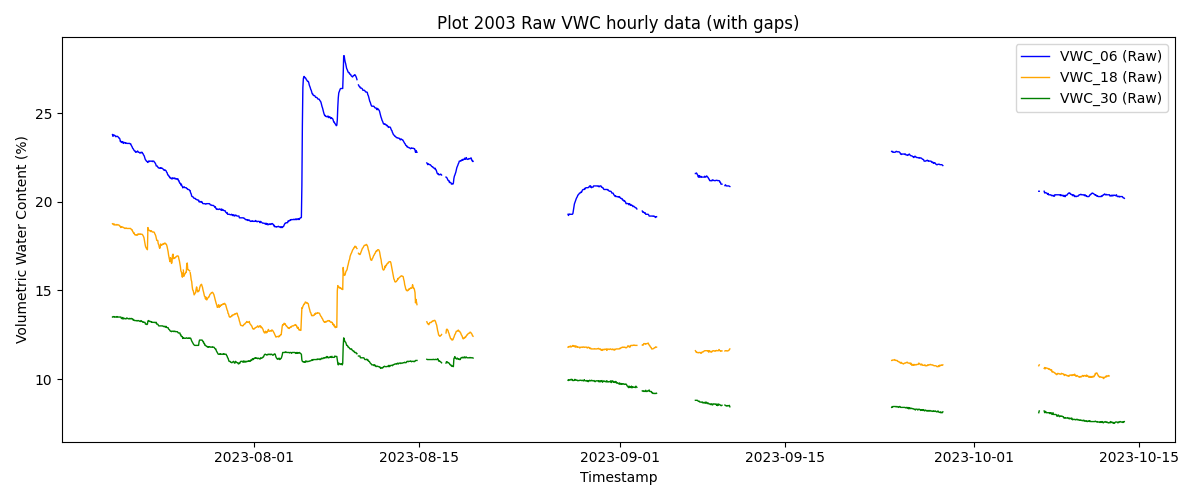 Plot 2003 Raw VWC hourly data (with gaps)
VWC_06 (Raw)
VWC_18 (Raw)
VWC_30 (Raw)
Volumetric Water Content (%)
25
20
15
10
2023-08-01
2023-08-15
2023-09-01
2023-09-15
2023-10-01
2023-10-15
Timestamp